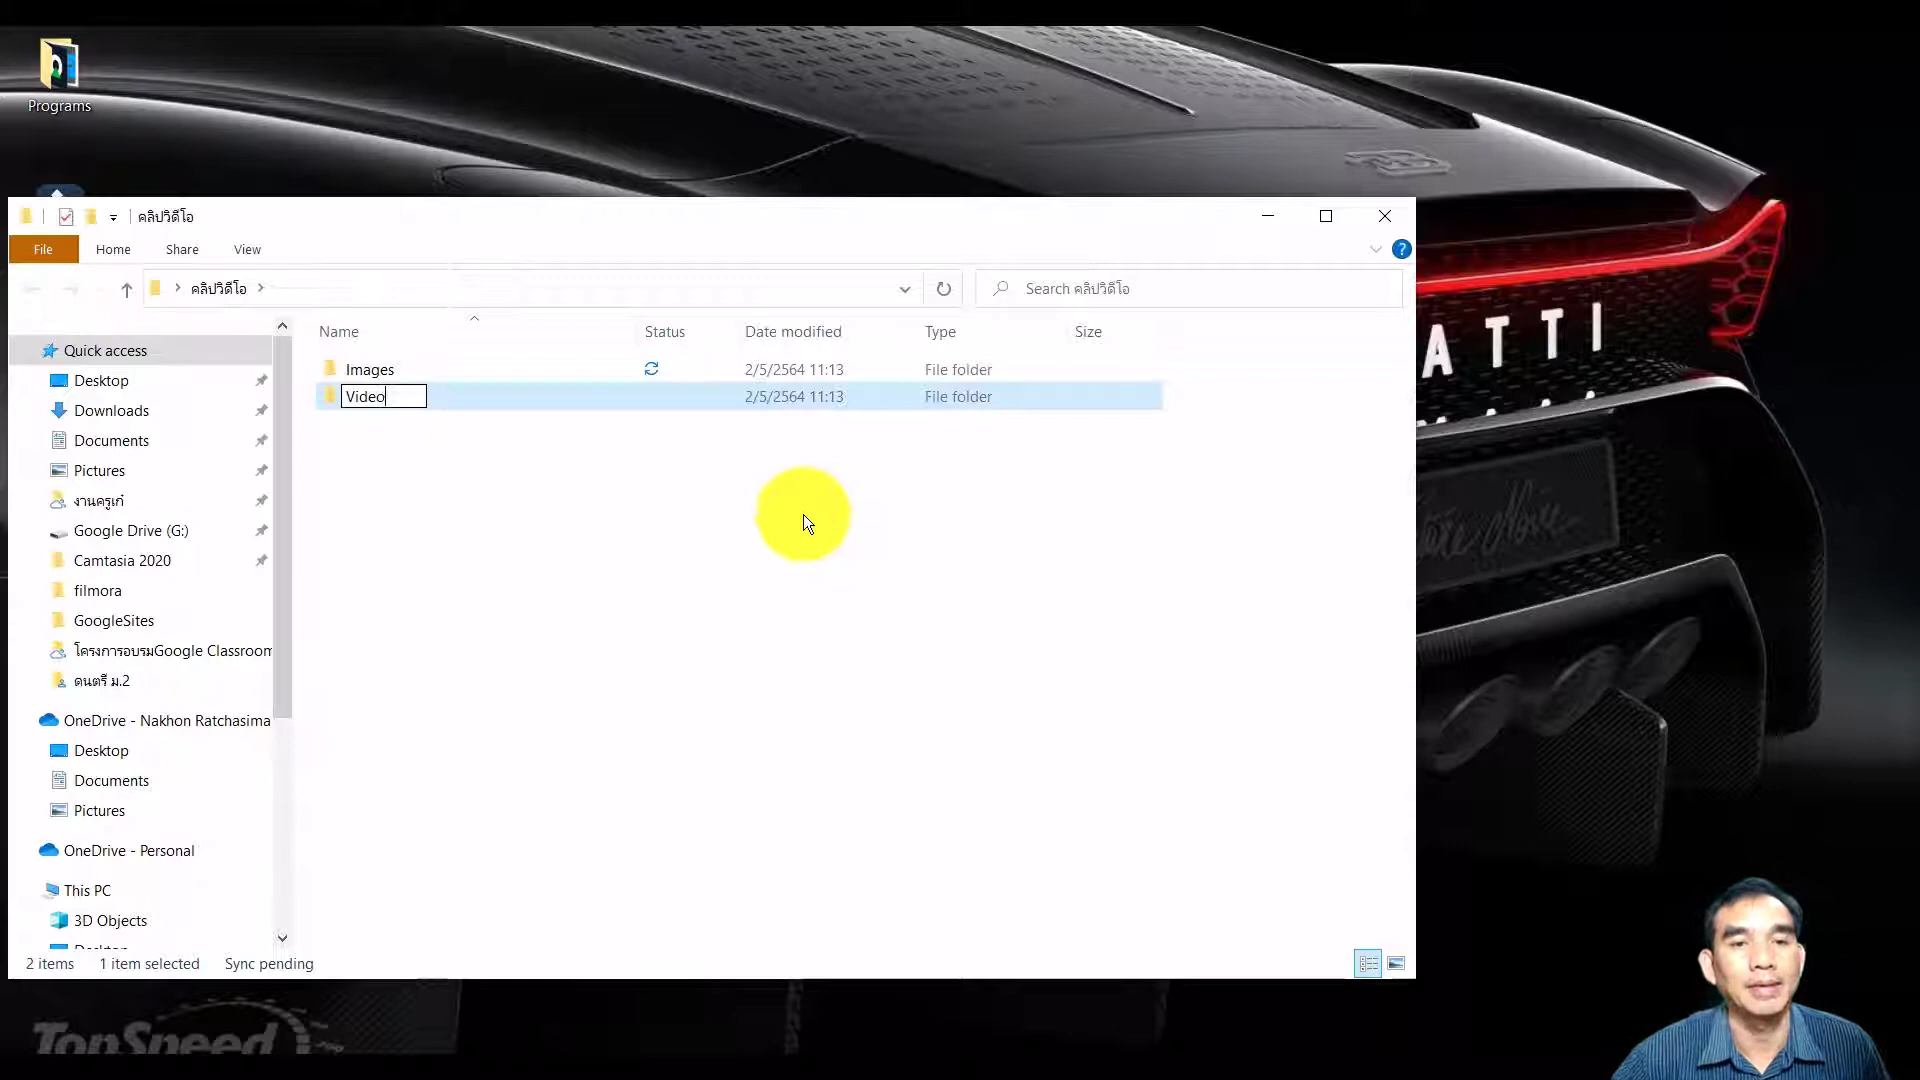 Programs
คลิปวิดีโอ
File Home Share View
คลิปวิดีโอ
Search คลิปวิดีโอ
Name Status Date modified Type Size
Images 2/5/2564 11:13 File folder
Video 2/5/2564 11:13 File folder
Quick access
Desktop
Downloads
Documents
Pictures
งานครูเก๋
Google Drive (G:)
Camtasia 2020
filmora
GoogleSites
โครงการอบรมGoogle Classroom
ดนตรี ม.2
OneDrive - Nakhon Ratchasima
Desktop
Documents
Pictures
OneDrive - Personal
This PC
3D Objects
Desktop
2 items 1 item selected Sync pending
ATTI
TopSpeed